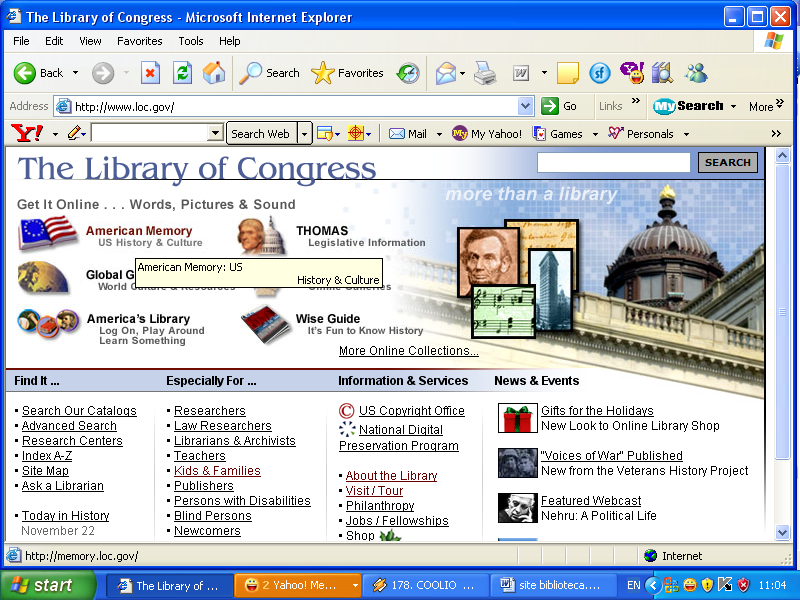 The Library of Congress - Microsoft Internet Explorer
File Edit View Favorites Tools Help
Back Search Favorites
Address http://www.loc.gov/ Go Links » My Search More »
Y! Search Web Mail My Yahoo! Games Personals »
The Library of Congress SEARCH
more than a library
Get It Online . . . Words, Pictures & Sound
American Memory THOMAS
US History & Culture Legislative Information
American Memory: US
History & Culture
Global G
World Culture & Resources Online Galleries
America's Library Wise Guide
Log On, Play Around It's Fun to Know History
Learn Something
More Online Collections...
Find It ... Especially For ... Information & Services News & Events
• Search Our Catalogs
• Advanced Search
• Research Centers
• Index A-Z
• Site Map
• Ask a Librarian
• Today in History
November 22
• Researchers
• Law Researchers
• Librarians & Archivists
• Teachers
• Kids & Families
• Publishers
• Persons with Disabilities
• Blind Persons
• Newcomers
© US Copyright Office
National Digital
Preservation Program
• About the Library
• Visit / Tour
• Philanthropy
• Jobs / Fellowships
• Shop
Gifts for the Holidays
New Look to Online Library Shop
"Voices of War" Published
New from the Veterans History Project
Featured Webcast
Nehru: A Political Life
http://memory.loc.gov/ Internet
start The Library of ... 2 Yahoo! Me... 178. COOLIO ... site biblioteca.... EN 11:04